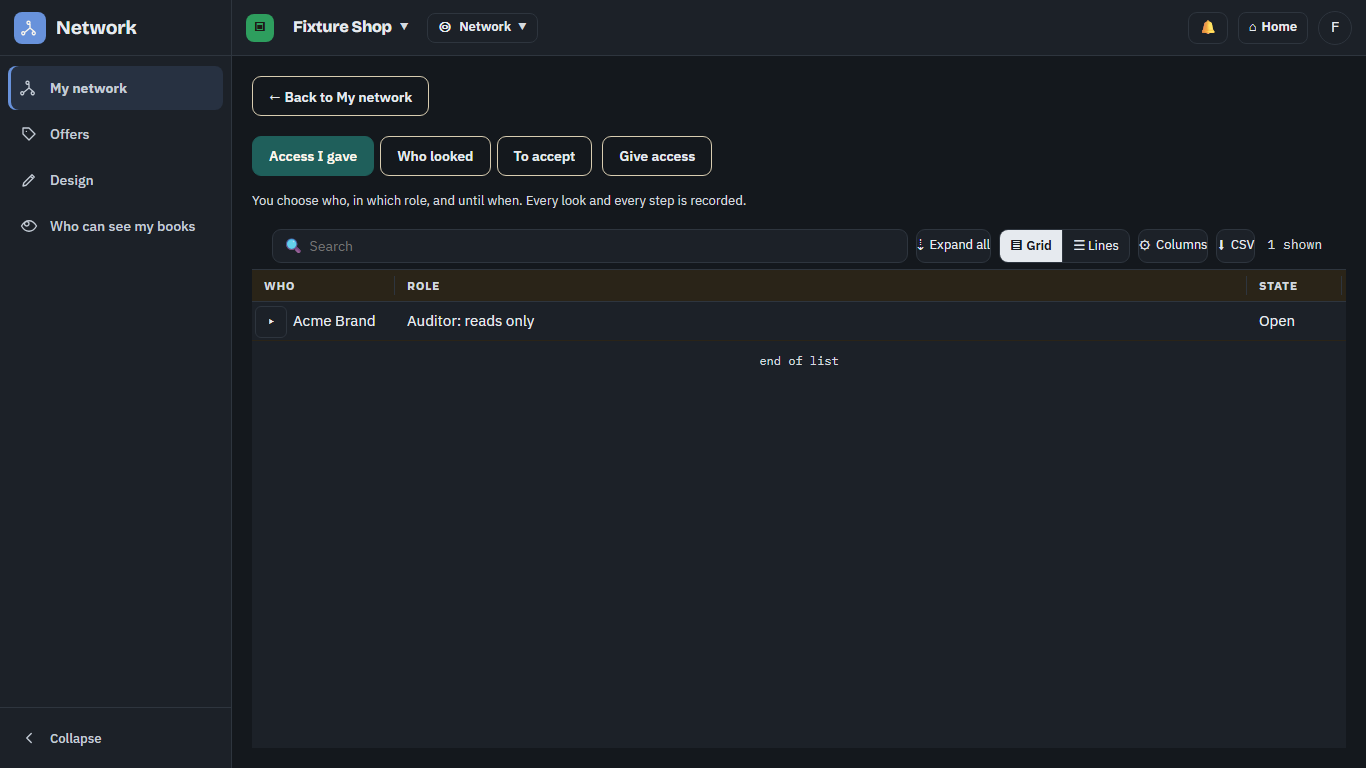 Network
Fixture Shop ▼
Network ▼
Home
F
My network
Offers
Design
Who can see my books
Collapse
← Back to My network
Access I gave
Who looked
To accept
Give access
You choose who, in which role, and until when. Every look and every step is recorded.
Search
Expand all
Grid
Lines
Columns
CSV
1 shown
WHO ROLE STATE
Acme Brand Auditor: reads only Open
end of list